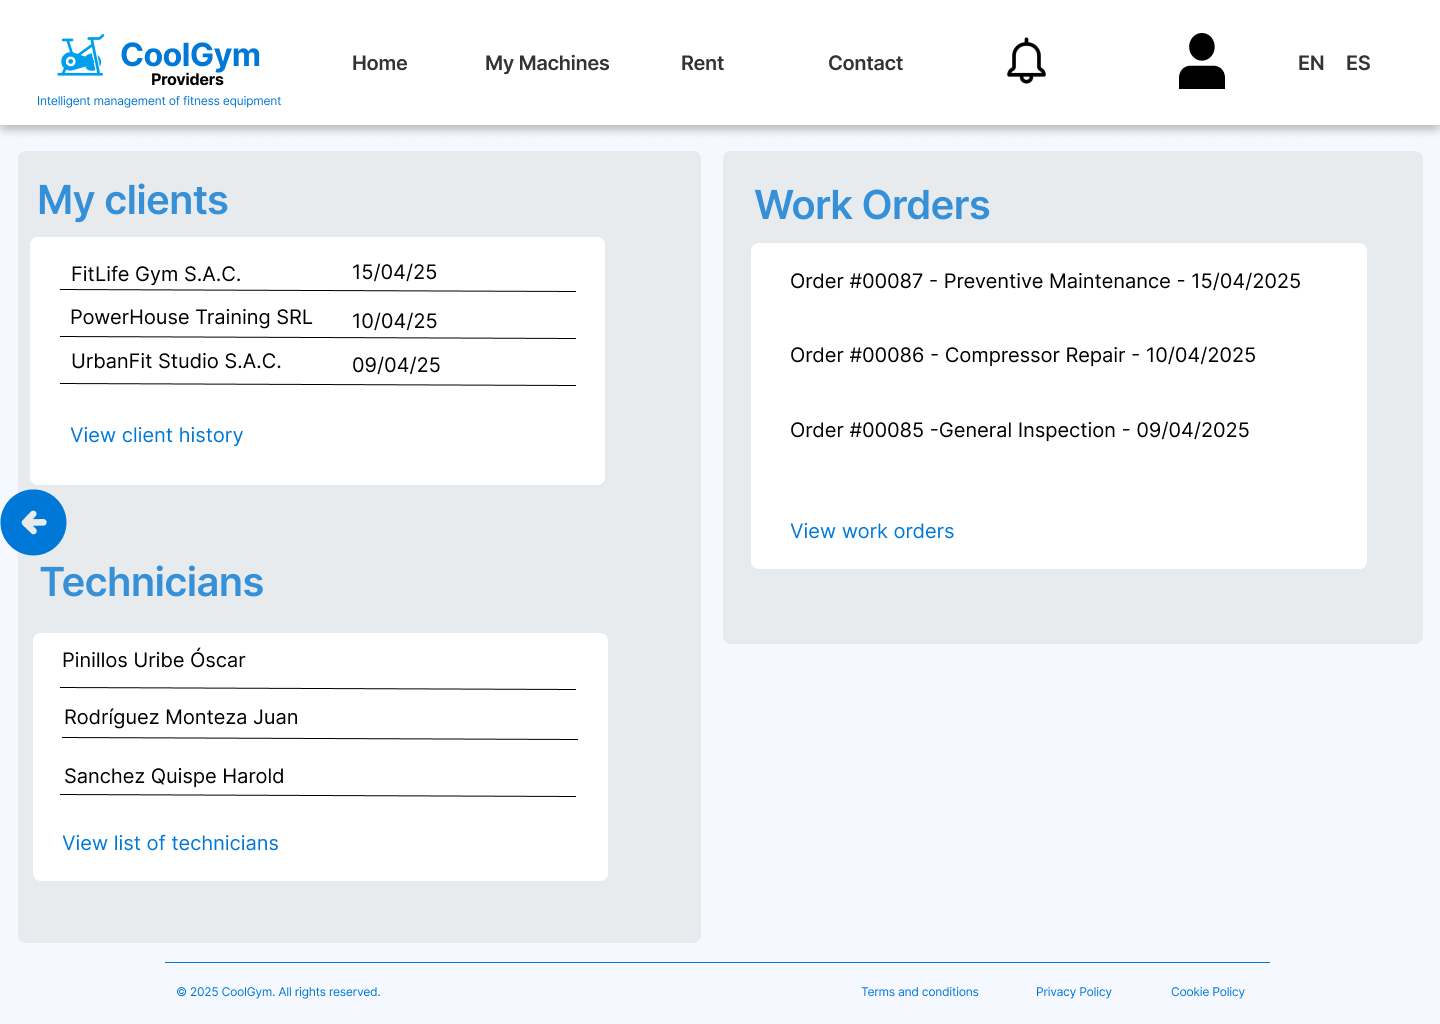 CoolGym
Providers
Intelligent management of fitness equipment
Home
My Machines
Rent
Contact
EN
ES
My clients
FitLife Gym S.A.C. 15/04/25
PowerHouse Training SRL 10/04/25
UrbanFit Studio S.A.C. 09/04/25
View client history
Technicians
Pinillos Uribe Óscar
Rodríguez Monteza Juan
Sanchez Quispe Harold
View list of technicians
Work Orders
Order #00087 - Preventive Maintenance - 15/04/2025
Order #00086 - Compressor Repair - 10/04/2025
Order #00085 -General Inspection - 09/04/2025
View work orders
© 2025 CoolGym. All rights reserved.
Terms and conditions
Privacy Policy
Cookie Policy